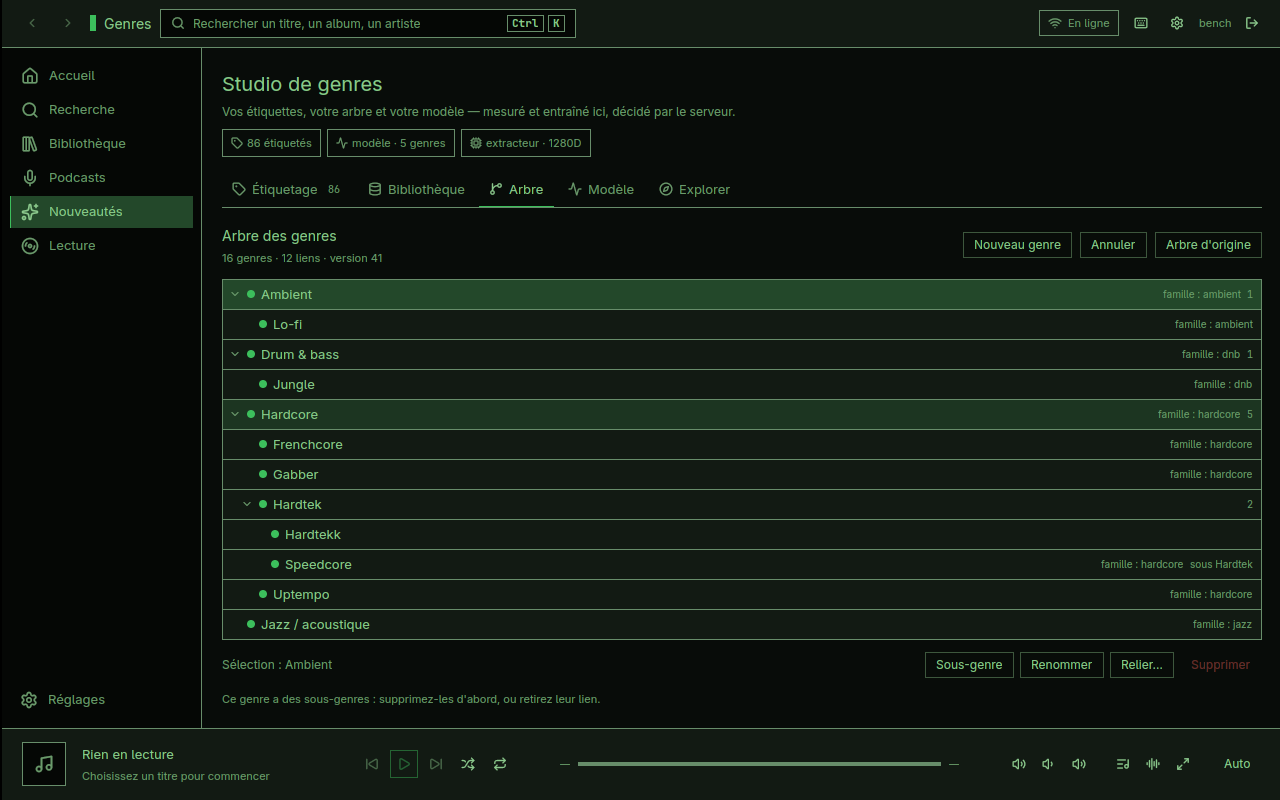 Genres
Rechercher un titre, un album, un artiste
Ctrl K
En ligne
bench
Accueil
Recherche
Bibliothèque
Podcasts
Nouveautés
Lecture
Réglages
Studio de genres
Vos étiquettes, votre arbre et votre modèle — mesuré et entraîné ici, décidé par le serveur.
86 étiquetés
modèle · 5 genres
extracteur · 1280D
Étiquetage 86
Bibliothèque
Arbre
Modèle
Explorer
Arbre des genres
16 genres · 12 liens · version 41
Nouveau genre
Annuler
Arbre d'origine
Ambient famille : ambient 1
Lo-fi famille : ambient
Drum & bass famille : dnb 1
Jungle famille : dnb
Hardcore famille : hardcore 5
Frenchcore famille : hardcore
Gabber famille : hardcore
Hardtek 2
Hardtekk
Speedcore famille : hardcore sous Hardtek
Uptempo famille : hardcore
Jazz / acoustique famille : jazz
Sélection : Ambient
Sous-genre
Renommer
Relier...
Supprimer
Ce genre a des sous-genres : supprimez-les d'abord, ou retirez leur lien.
Rien en lecture
Choisissez un titre pour commencer
— —
Auto